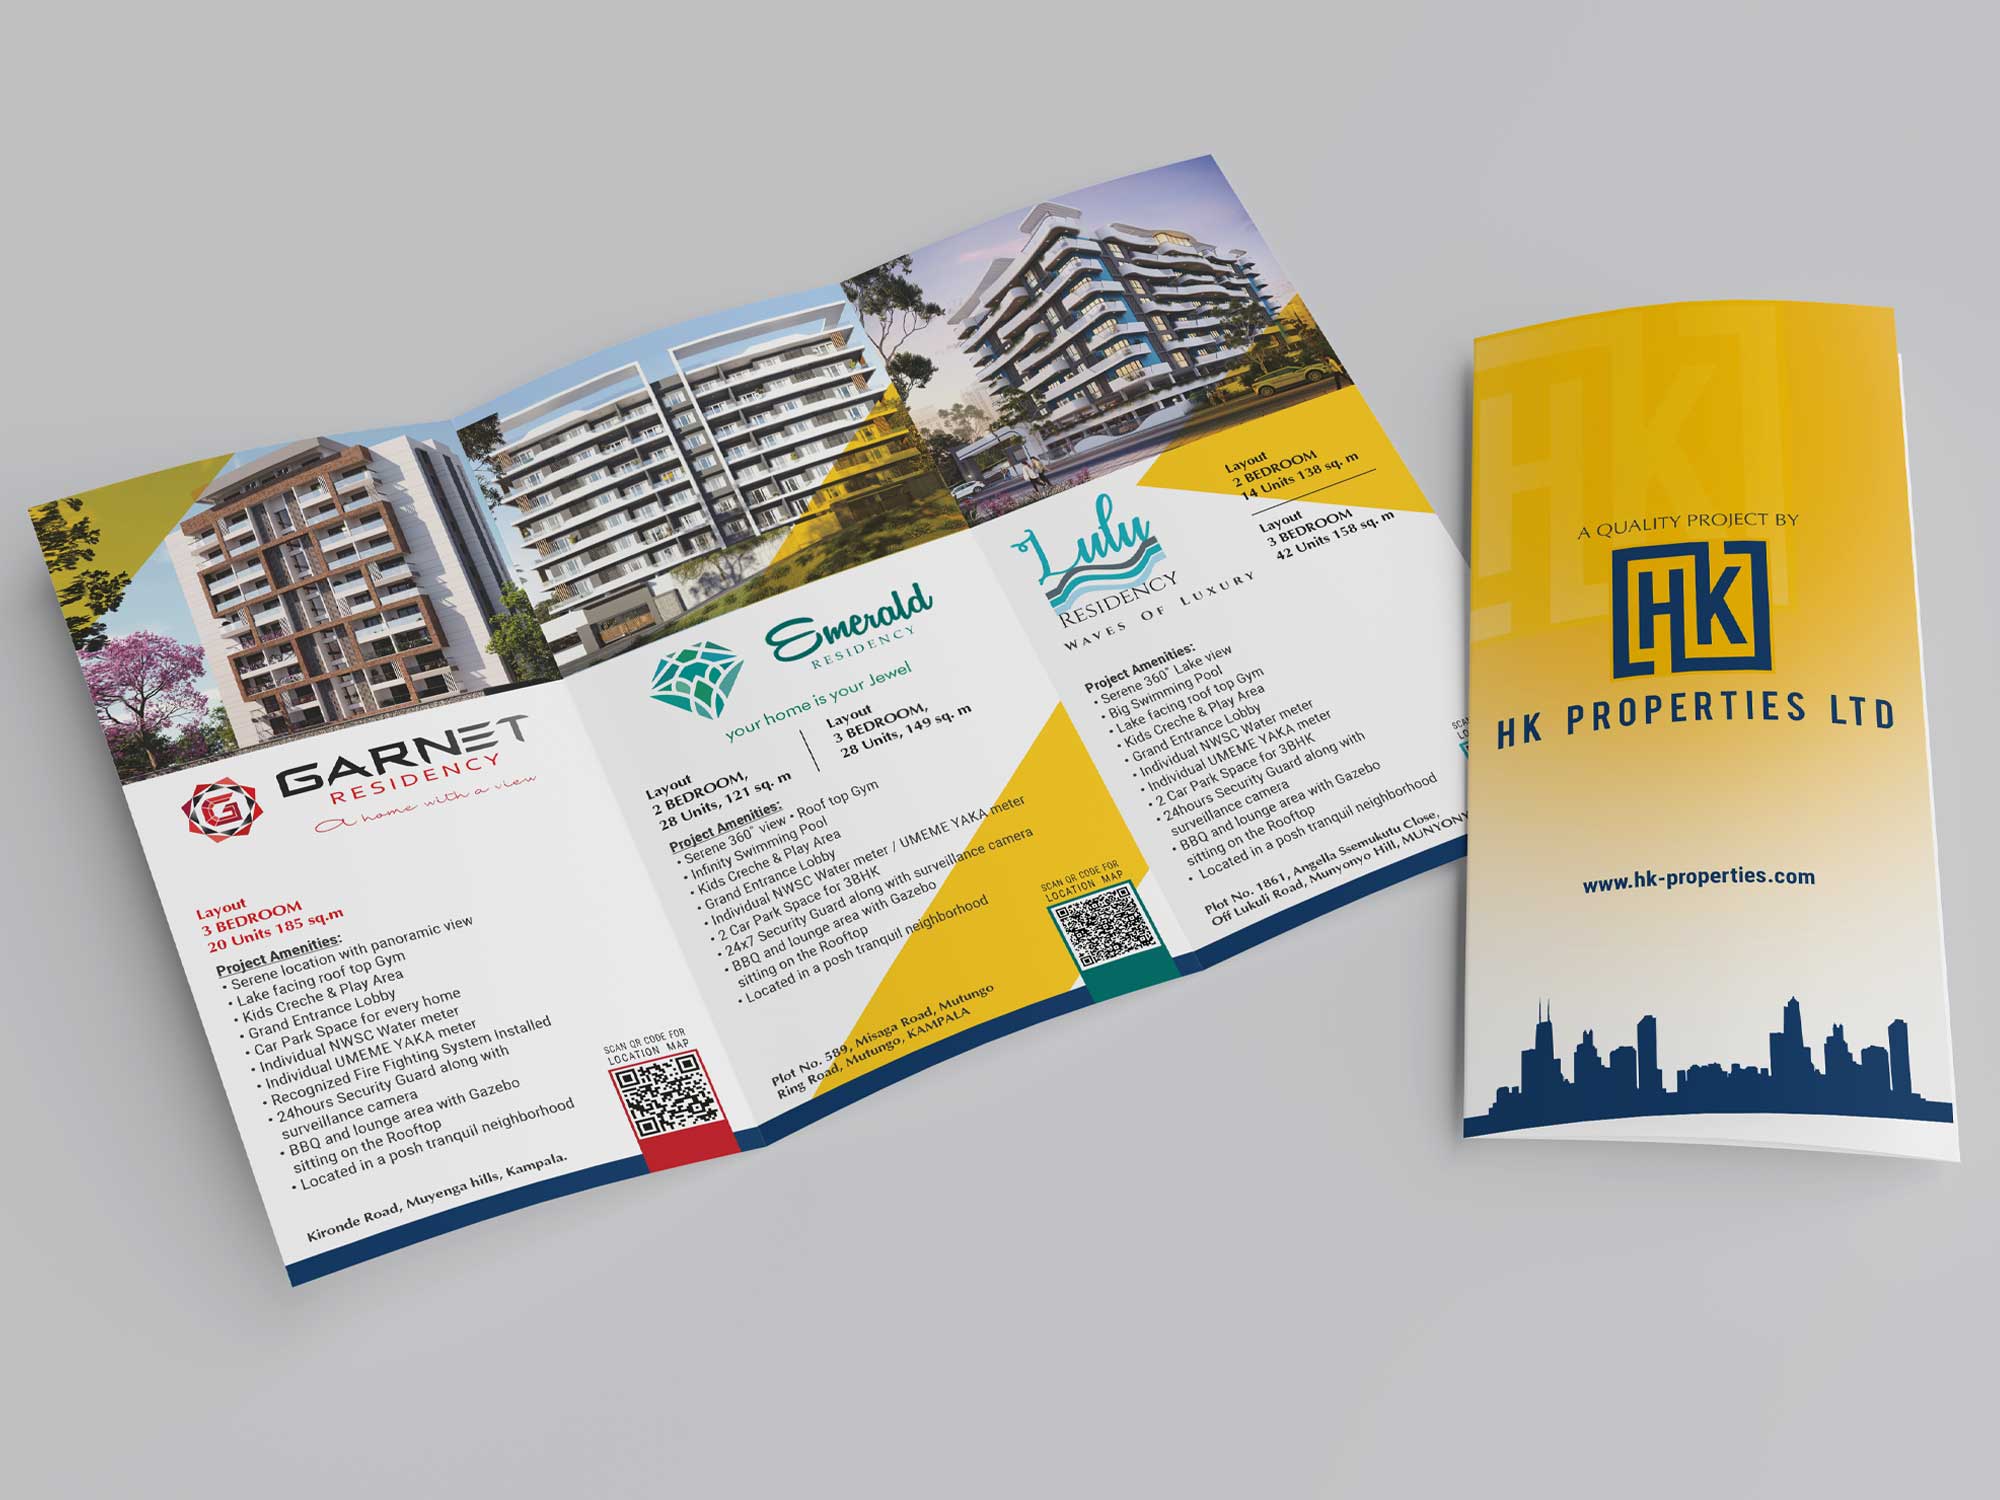 GARNET
RESIDENCY
a home with a view
Layout
3 BEDROOM
20 Units 185 sq.m
Project Amenities:
• Serene location with panoramic view
• Lake facing roof top Gym
• Kids Creche & Play Area
• Grand Entrance Lobby
• Car Park Space for every home
• Individual NWSC Water meter
• Individual UMEME YAKA meter
• Recognized Fire Fighting System Installed
• 24hours Security Guard along with
surveillance camera
• BBQ and lounge area with Gazebo
sitting on the Rooftop
• Located in a posh tranquil neighborhood
Kironde Road, Muyenga hills, Kampala.
SCAN QR CODE FOR
LOCATION MAP
Emerald
RESIDENCY
your home is your Jewel
Layout
2 BEDROOM,
28 Units, 121 sq. m
Layout
3 BEDROOM,
28 Units, 149 sq. m
Project Amenities:
• Serene 360" view • Roof top Gym
• Infinity Swimming Pool
• Kids Creche & Play Area
• Grand Entrance Lobby
• Individual NWSC Water meter / UMEME YAKA meter
• 2 Car Park Space for 3BHK
• 24x7 Security Guard along with surveillance camera
• BBQ and lounge area with Gazebo
sitting on the Rooftop
• Located in a posh tranquil neighborhood
Plot No. 589, Misaga Road, Mutungo
Ring Road, Mutungo, KAMPALA
SCAN QR CODE FOR
LOCATION MAP
Lulu
RESIDENCY
WAVES OF LUXURY
Layout
2 BEDROOM
14 Units 138 sq. m
Layout
3 BEDROOM
42 Units 158 sq. m
Project Amenities:
• Serene 360" Lake view
• Big Swimming Pool
• Lake facing roof top Gym
• Kids Creche & Play Area
• Grand Entrance Lobby
• Individual NWSC Water meter
• Individual UMEME YAKA meter
• 2 Car Park Space for 3BHK
• 24hours Security Guard along with
surveillance camera
• BBQ and lounge area with Gazebo
sitting on the Rooftop
• Located in a posh tranquil neighborhood
Plot No. 1861, Angella Ssemukutu Close,
Off Lukuli Road, Munyonyo Hill, MUNYONY
HK
A QUALITY PROJECT BY
HK
HK PROPERTIES LTD
www.hk-properties.com